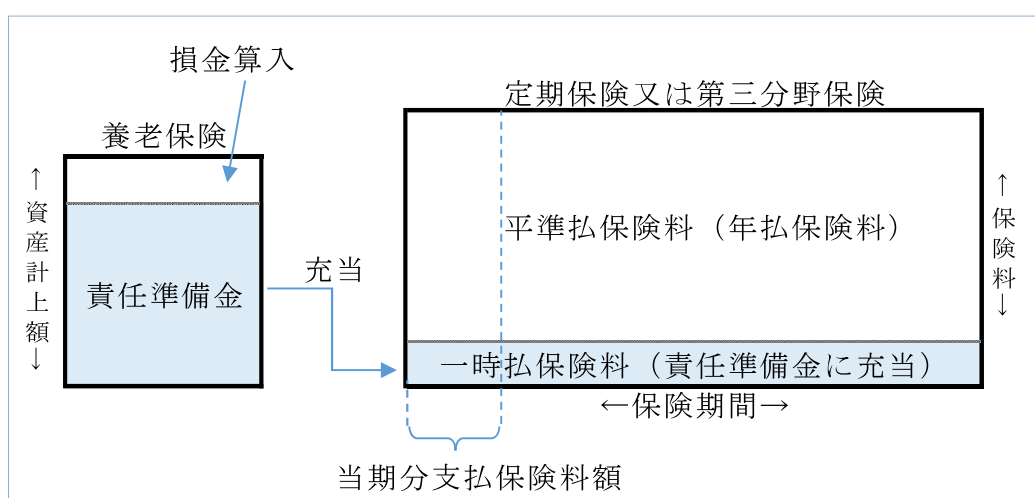 損金算入
養老保険
定期保険又は第三分野保険
←資産計上額→
責任準備金
充当
平準払保険料（年払保険料）
一時払保険料（責任準備金に充当）
←保険料→
←保険期間→
当期分支払保険料額